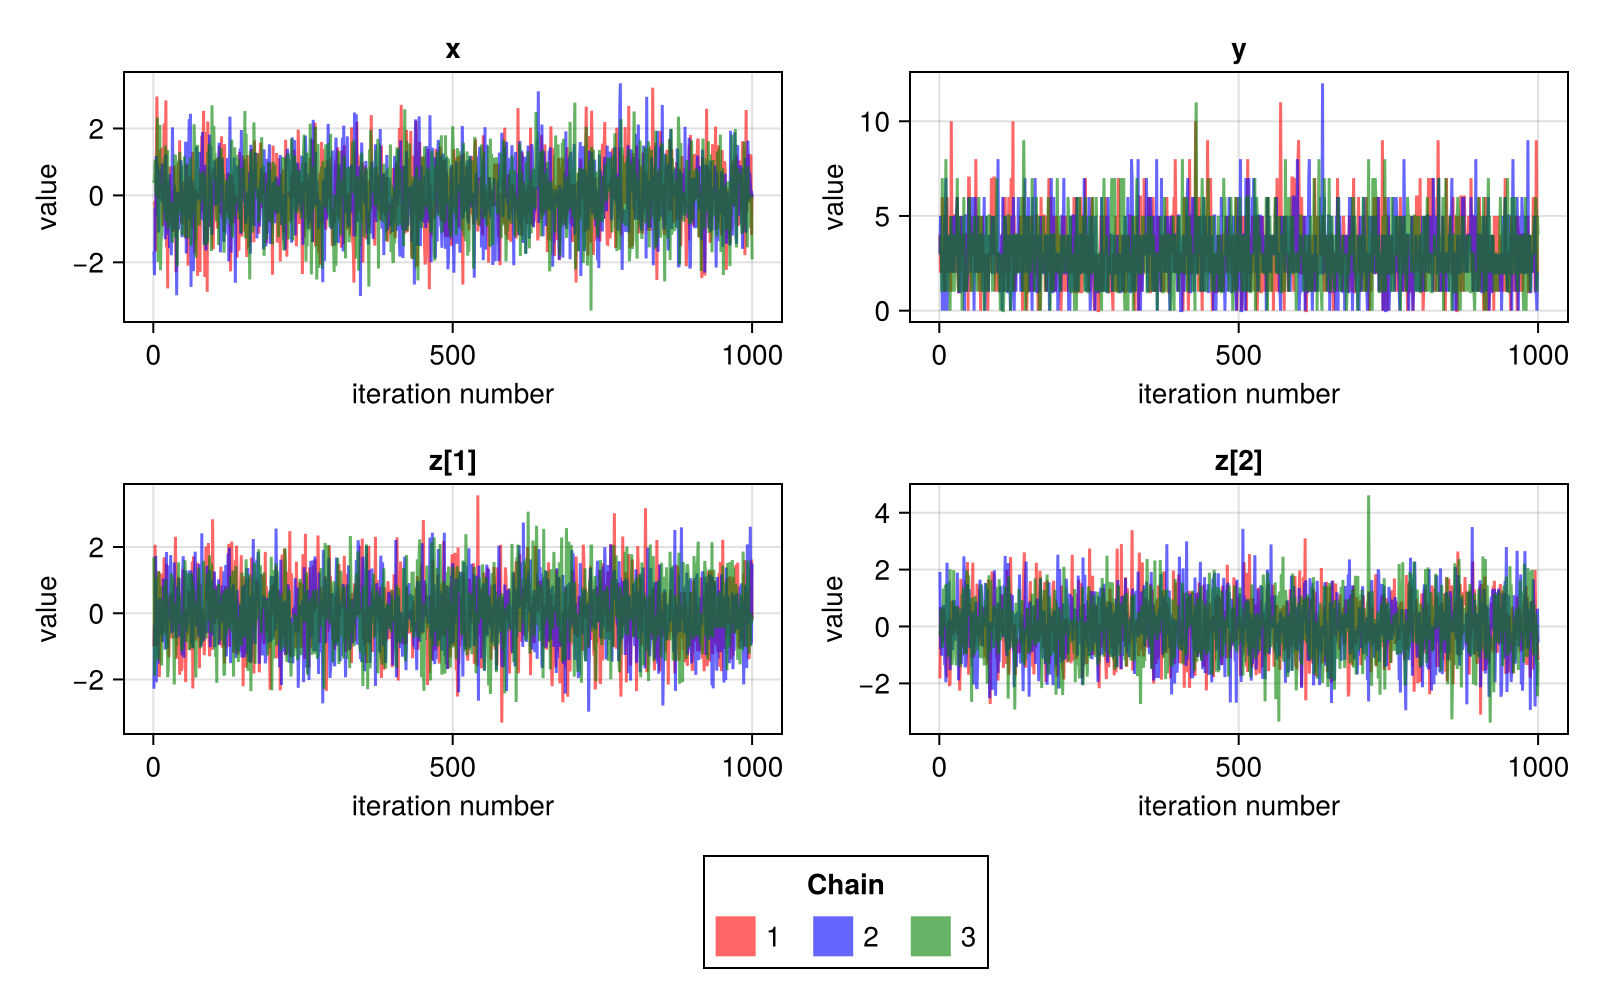 x
value
2
0
−2
0 500 1000
iteration number
y
value
10
5
0
0 500 1000
iteration number
z[1]
value
2
0
−2
0 500 1000
iteration number
z[2]
value
4
2
0
−2
0 500 1000
iteration number
Chain
1 2 3